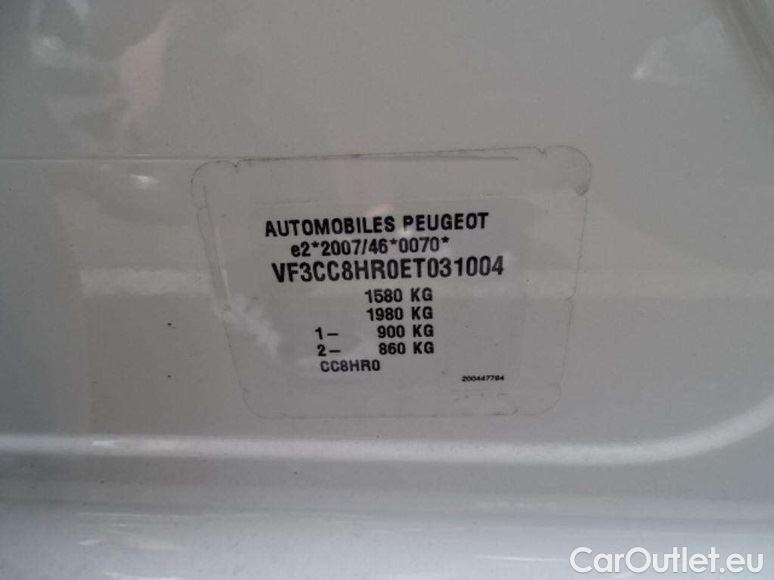 AUTOMOBILES PEUGEOT
e2*2007/46*0070*
VF3CC8HR0ET031004
1580 KG
1980 KG
1- 900 KG
2- 860 KG
CC8HR0
200447784
CarOutlet.eu